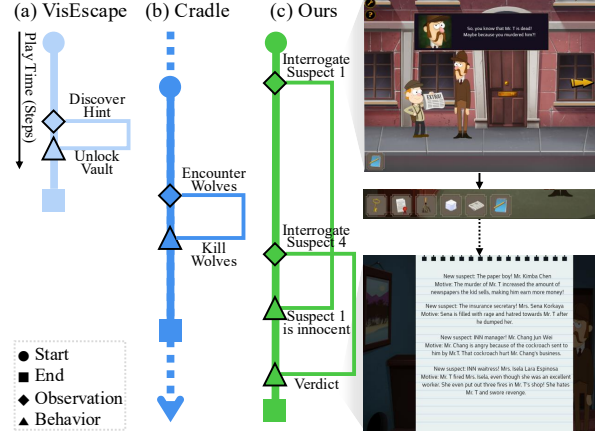 (a) VisEscape
(b) Cradle
(c) Ours
Play Time (Steps)
Discover
Hint
Unlock
Vault
Encounter
Wolves
Kill
Wolves
Interrogate
Suspect 1
Interrogate
Suspect 4
Suspect 1
is innocent
Verdict
Start
End
Observation
Behavior
So, you know that Mr. T is dead?
Maybe because you murdered him?!
EXTRA!
New suspect: The paper boy! Mr. Kimba Chen
Motive: The murder of Mr. T increased the amount of
newspapers the kid sells, making him earn more money!
New suspect: The insurance secretary! Mrs. Sena Korkaya
Motive: Sena is filled with rage and hatred towards Mr. T after
he dumped her.
New suspect: INN manager! Mr. Chang Jun Wei
Motive: Mr. Chang is angry because of the cockroach sent to
him by Mr.T. That cockroach hurt Mr. Chang's business.
New suspect: INN waitress! Mrs. Isela Lara Espinosa
Motive: Mr. T fired Mrs. Isela, even though she was an excellent
worker. She even put out three fires in Mr. T's shop! She hates
Mr. T and swore revenge.